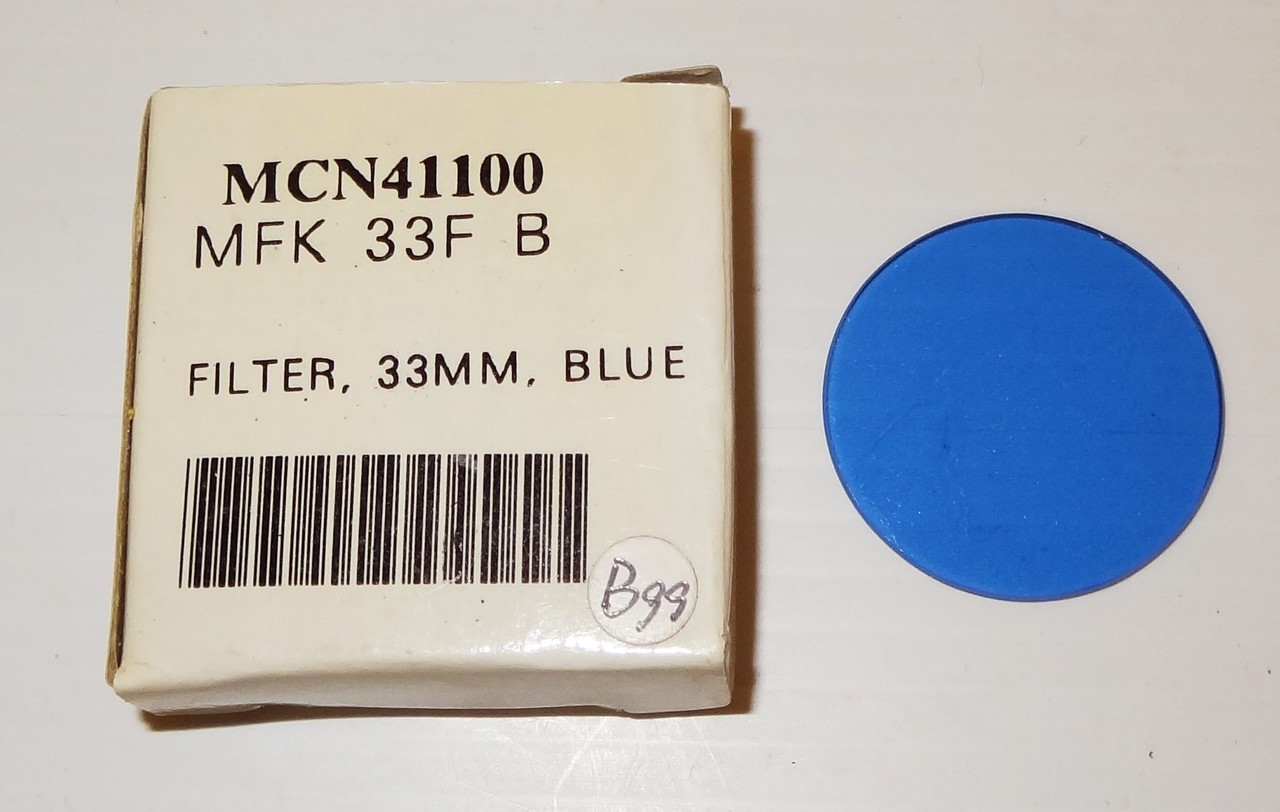 MCN41100
MFK 33F B
FILTER, 33MM, BLUE
B99